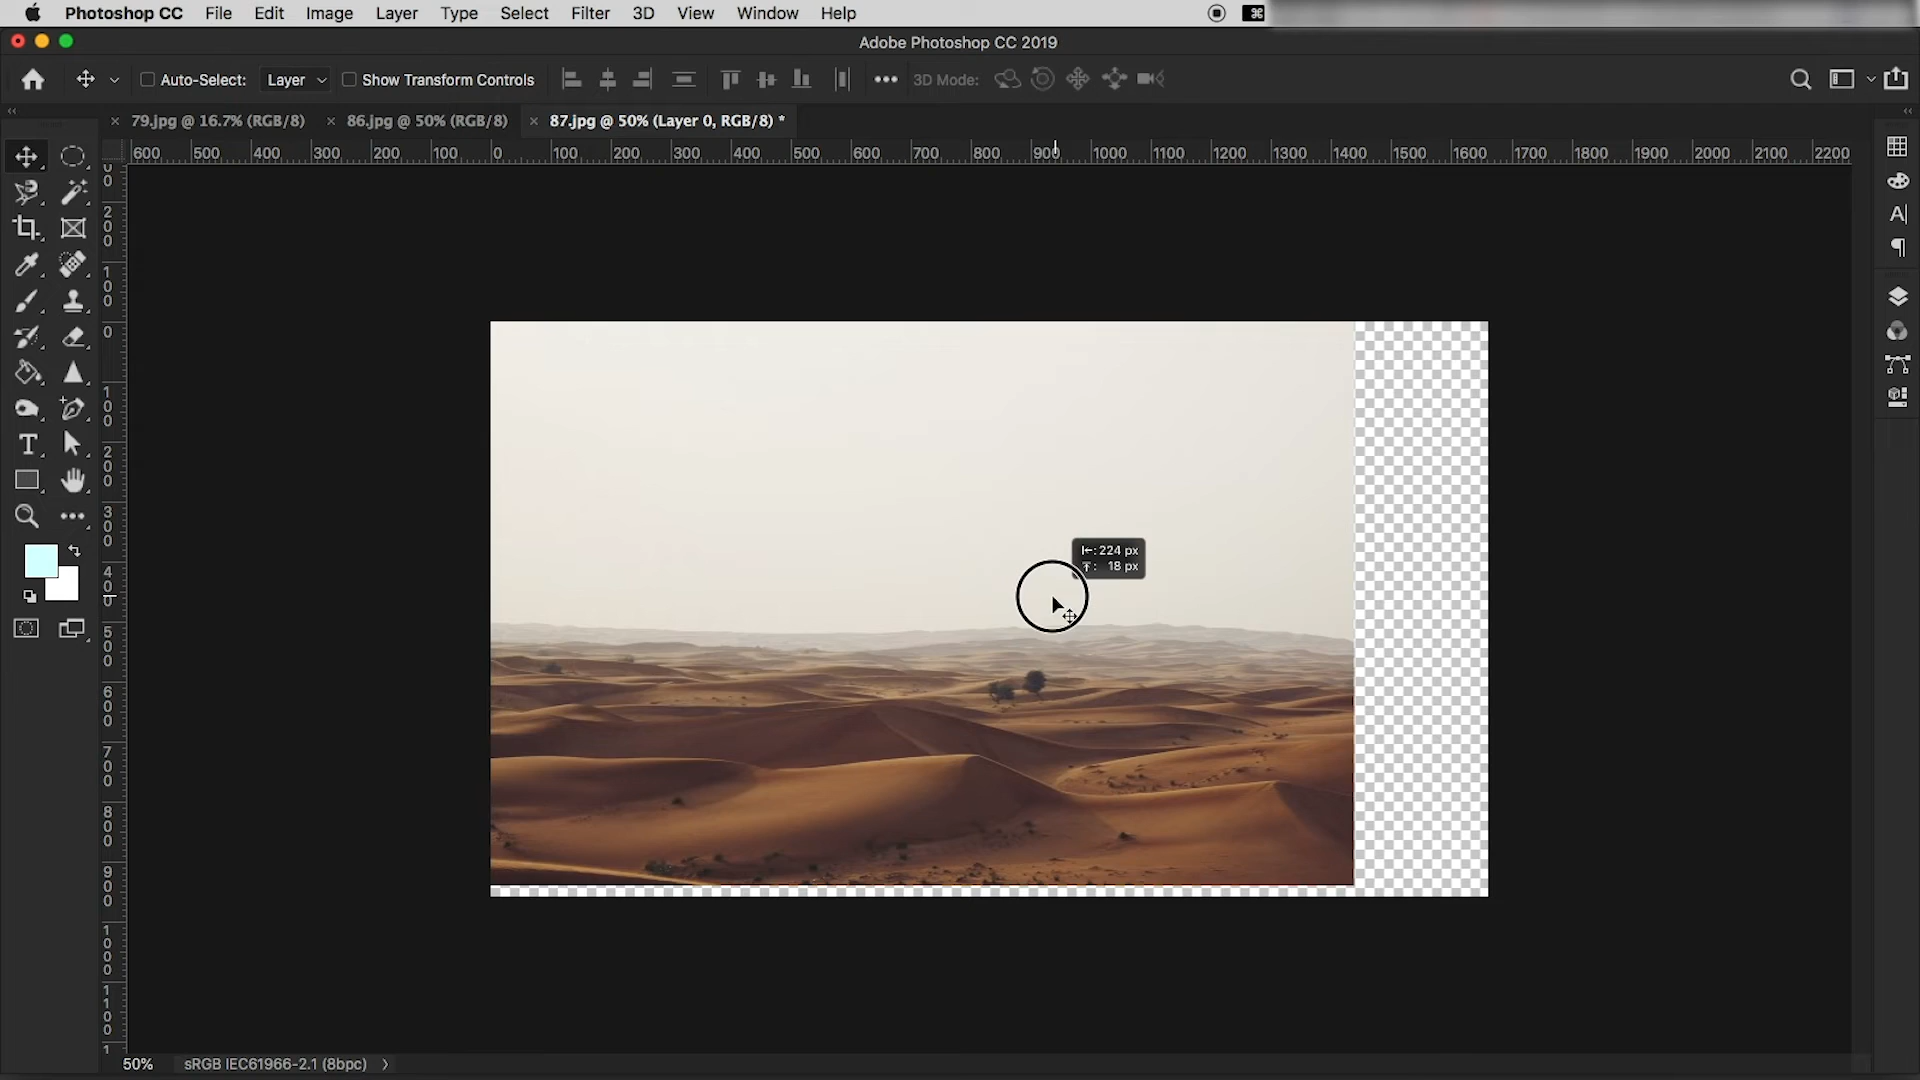 Photoshop CC File Edit Image Layer Type Select Filter 3D View Window Help
Adobe Photoshop CC 2019
Auto-Select: Layer Show Transform Controls 3D Mode:
79.jpg @ 16.7% (RGB/8) 86.jpg @ 50% (RGB/8) 87.jpg @ 50% (Layer 0, RGB/8) *
600 500 400 300 200 100 0 100 200 300 400 500 600 700 800 900 1000 1100 1200 1300 1400 1500 1600 1700 1800 1900 2000 2100 2200
200
100
0
100
200
300
400
500
600
700
800
900
1000
1100
224 px
18 px
50% sRGB IEC61966-2.1 (8bpc)